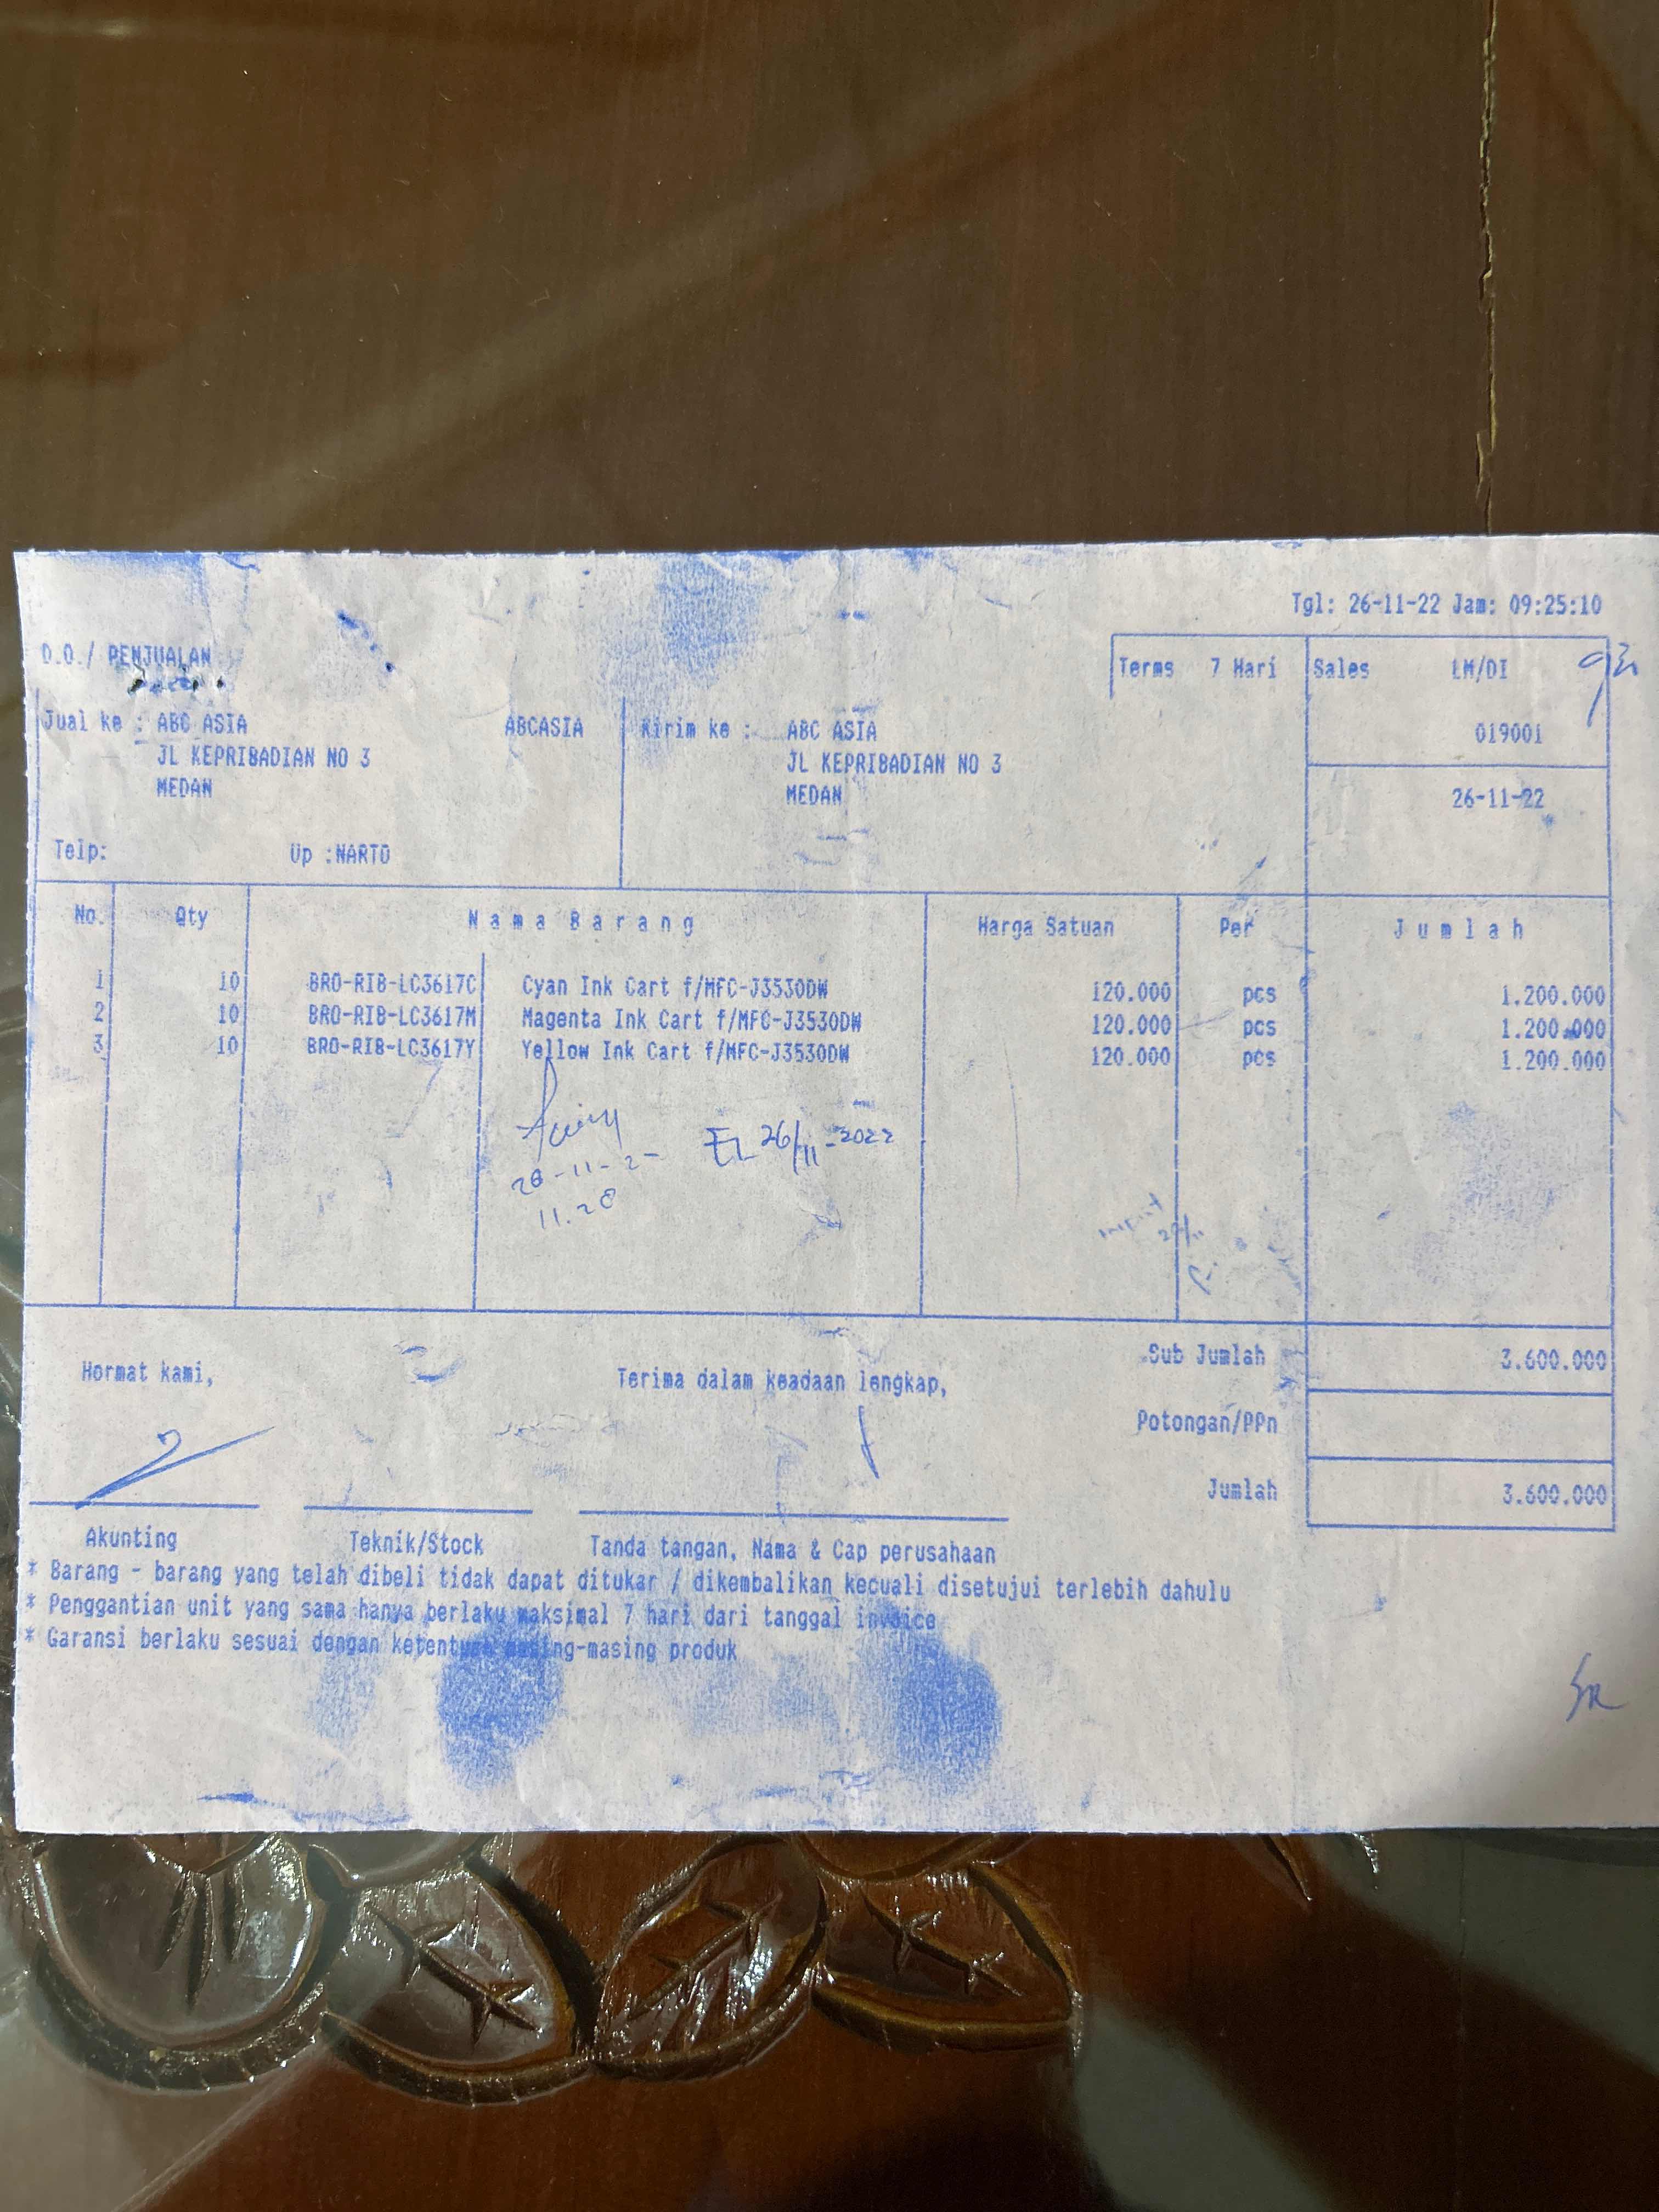 Tgl: 26-11-22 Jam: 09:25:10
D.O./ PENJUALAN
Terms 7 Hari Sales LM/DI
Jual ke : ABC ASIA ABCASIA Kirim ke : ABC ASIA 019001
JL KEPRIBADIAN NO 3 JL KEPRIBADIAN NO 3
MEDAN MEDAN 26-11-22
Telp: Up :NARTO
No. Qty Nama Barang Harga Satuan Per Jumlah
1 10 BRO-RIB-LC3617C Cyan Ink Cart f/MFC-J3530DW 120.000 pcs 1.200.000
2 10 BRO-RIB-LC3617M Magenta Ink Cart f/MFC-J3530DW 120.000 pcs 1.200.000
3 10 BRO-RIB-LC3617Y Yellow Ink Cart f/MFC-J3530DW 120.000 pcs 1.200.000
26/11-2022
11.28
Sub Jumlah 3.600.000
Hormat kami, Terima dalam keadaan lengkap,
Potongan/PPn
Jumlah 3.600.000
Akunting Teknik/Stock Tanda tangan, Nama & Cap perusahaan
* Barang - barang yang telah dibeli tidak dapat ditukar / dikembalikan kecuali disetujui terlebih dahulu
* Penggantian unit yang sama hanya berlaku maksimal 7 hari dari tanggal invoice
* Garansi berlaku sesuai dengan ketentuan masing-masing produk